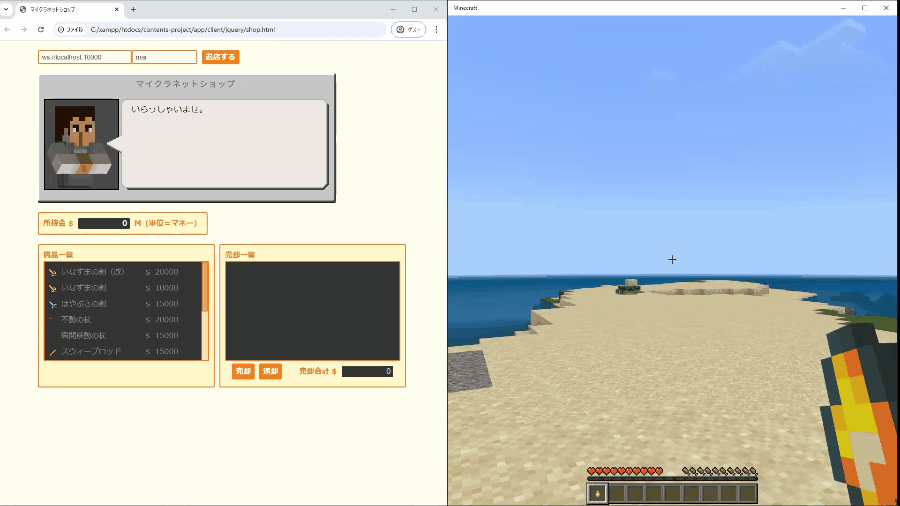 マイクラネットショップ
Minecraft
ファイル
C:/xampp/htdocs/contents-project/app/client/jquery/shop.html
ゲスト
ws://localhost:10000
mai
退店する
マイクラネットショップ
いらっしゃいませ。
所持金 $ 0 M（単位＝マネー）
商品一覧
いなずまの剣（改） $ 20000
いなずまの剣 $ 10000
はやぶさの剣 $ 15000
不動の杖 $ 20000
瞬間移動の杖 $ 15000
スウィープロッド $ 15000
売却一覧
売却
返却
売却合計 $ 0